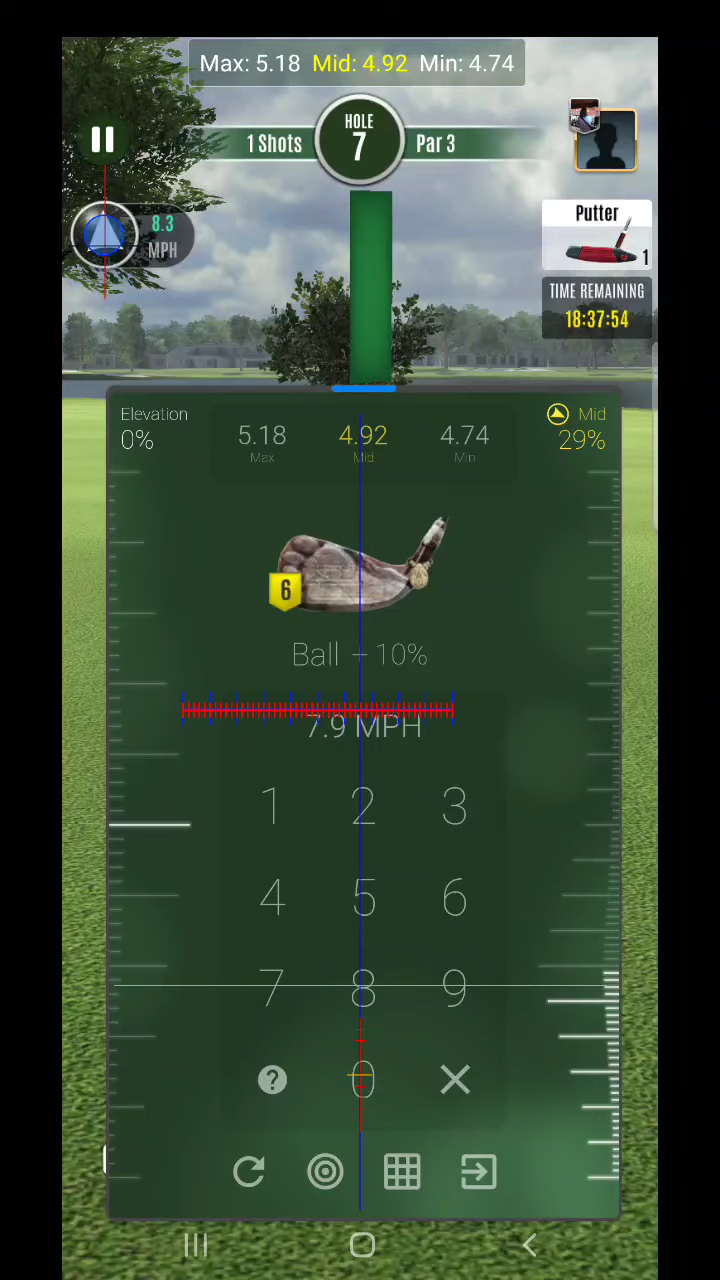 Max: 5.18 Mid: 4.92 Min: 4.74
HOLE
7
1 Shots
Par 3
8.3
MPH
Putter
1
TIME REMAINING
18:37:54
Elevation
0%
5.18
Max
4.92
Mid
4.74
Min
Mid
29%
6
Ball + 10%
7.9 MPH
1 2 3
4 5 6
7 8 9
? 0